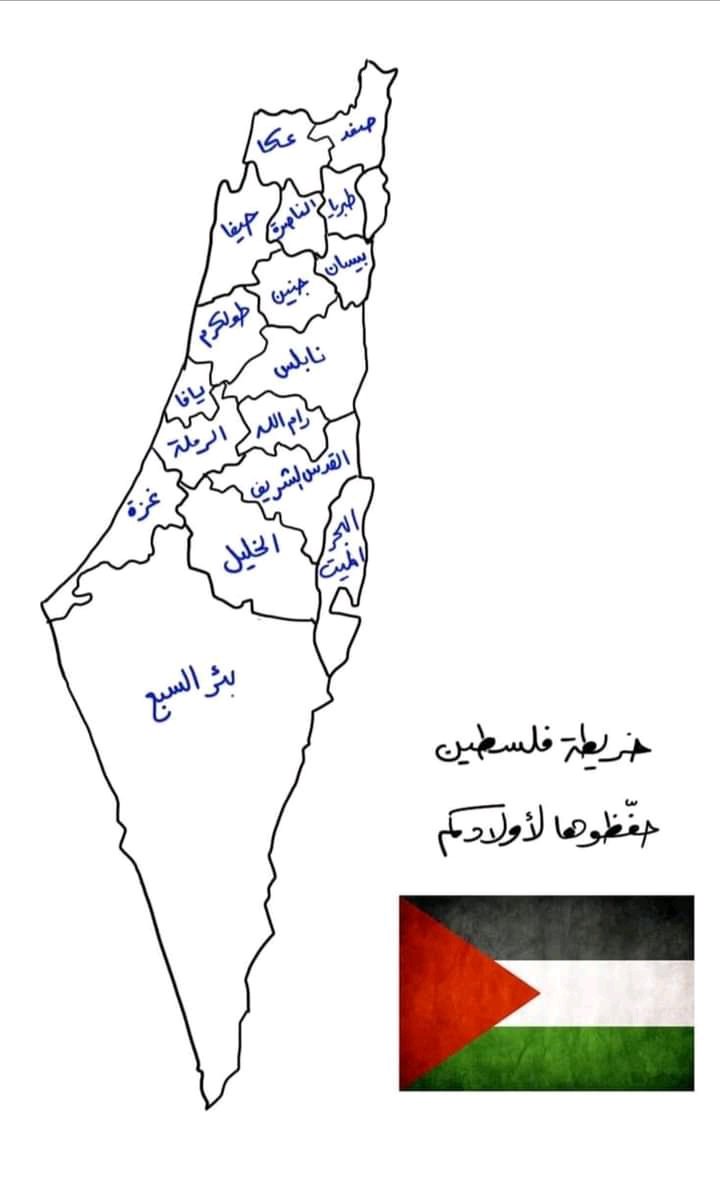 صفد
عكا
طبريا
الناصرة
حيفا
بيسان
جنين
طولكرم
نابلس
يافا
رام الله
الرملة
القدس الشريف
غزة
البحر
الميت
الخليل
بئر السبع
خريطة فلسطين
حفّظوها لأولادكم